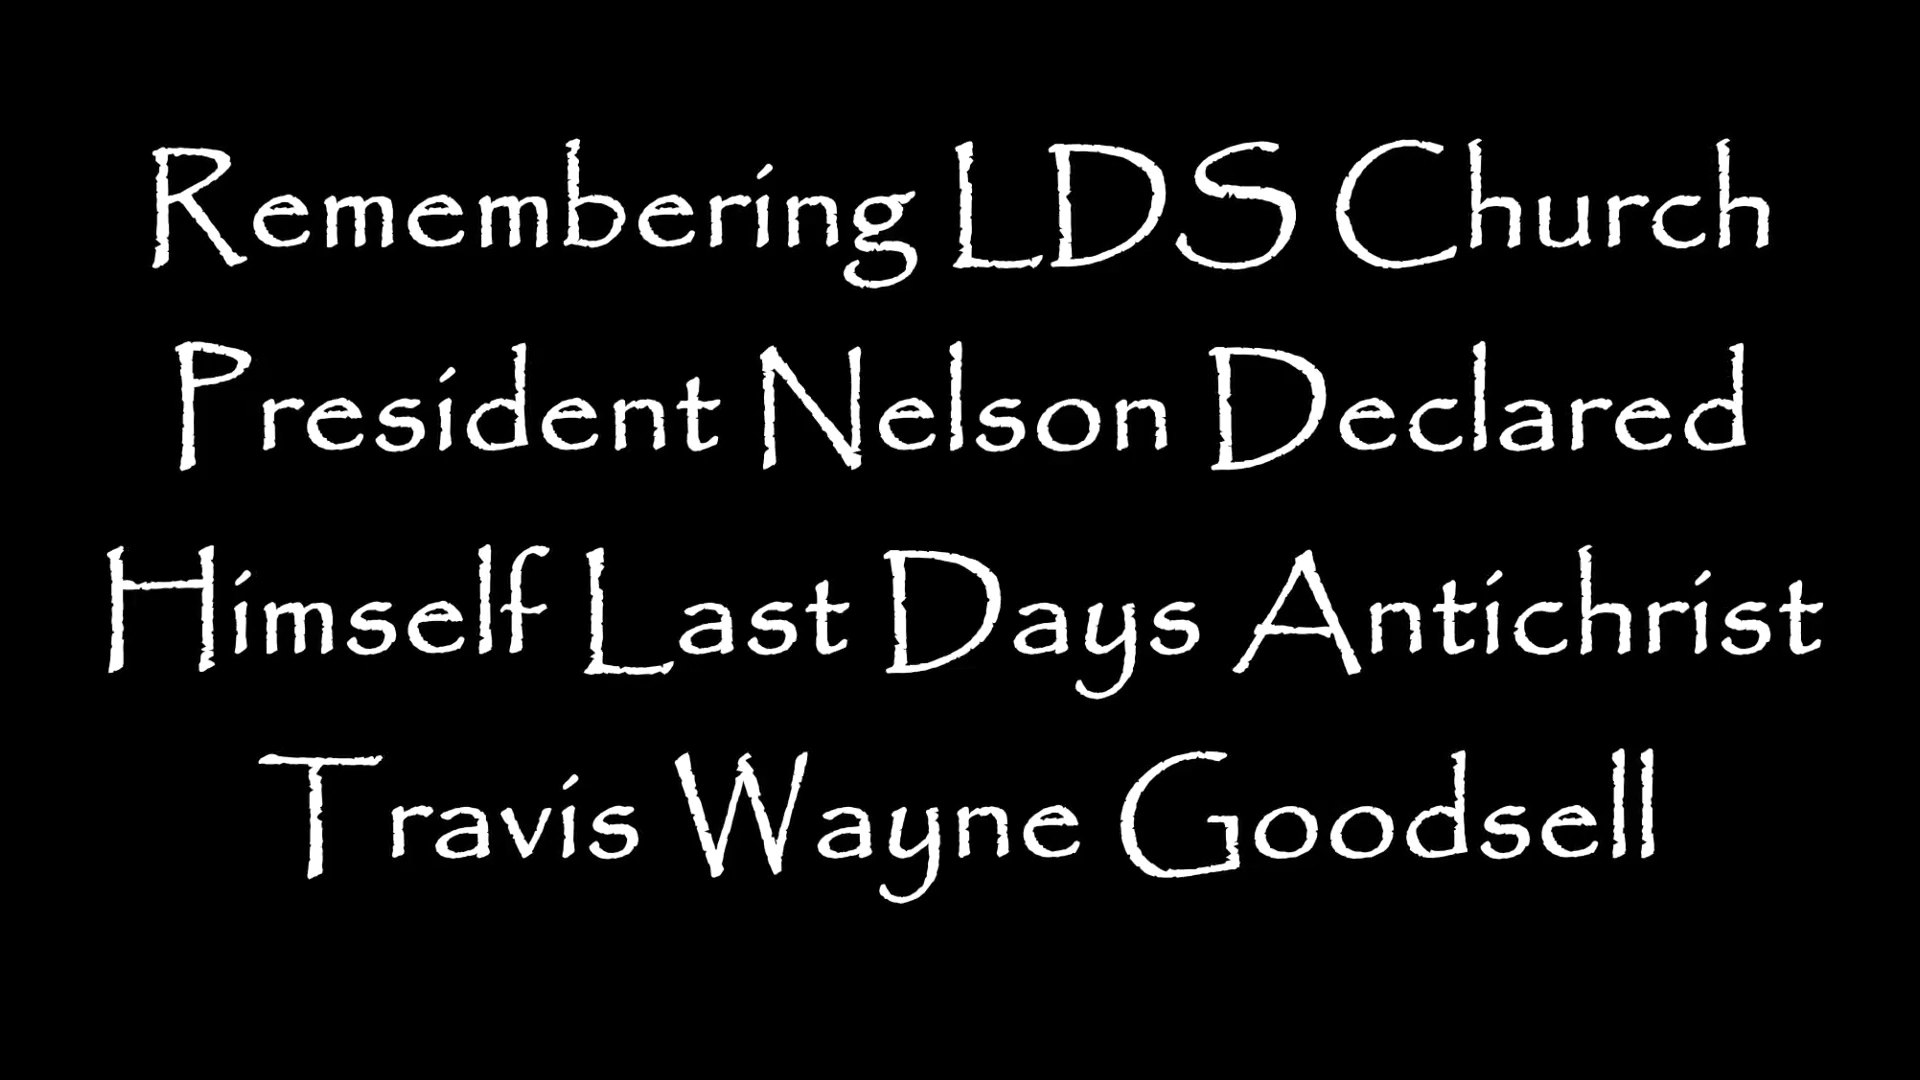 Remembering LDS Church
President Nelson Declared
Himself Last Days Antichrist
Travis Wayne Goodsell